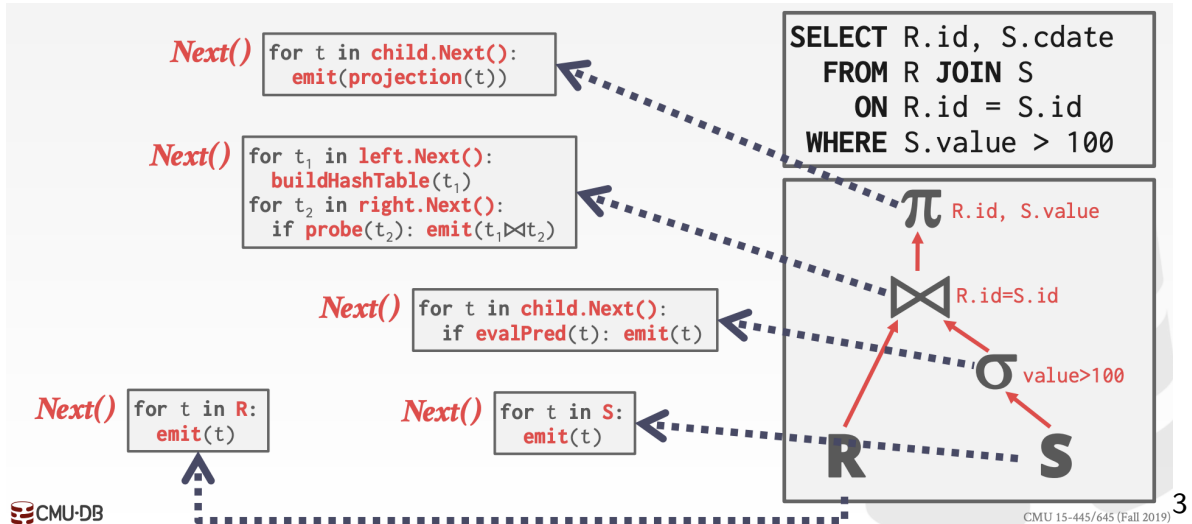 Next()
for t in child.Next():
emit(projection(t))
Next()
for t₁ in left.Next():
buildHashTable(t₁)
for t₂ in right.Next():
if probe(t₂): emit(t₁⋈t₂)
Next()
for t in child.Next():
if evalPred(t): emit(t)
Next()
for t in R:
emit(t)
Next()
for t in S:
emit(t)
SELECT R.id, S.cdate
FROM R JOIN S
ON R.id = S.id
WHERE S.value > 100
π R.id, S.value
⋈ R.id=S.id
σ value>100
R S
CMU·DB
CMU 15-445/645 (Fall 2019)
3